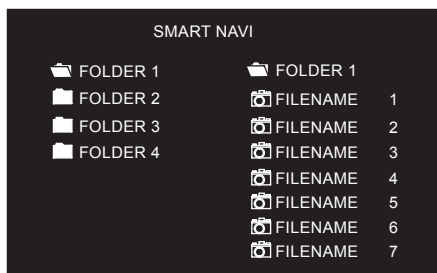 SMART NAVI
FOLDER 1
FOLDER 2
FOLDER 3
FOLDER 4
FOLDER 1
FILENAME 1
FILENAME 2
FILENAME 3
FILENAME 4
FILENAME 5
FILENAME 6
FILENAME 7